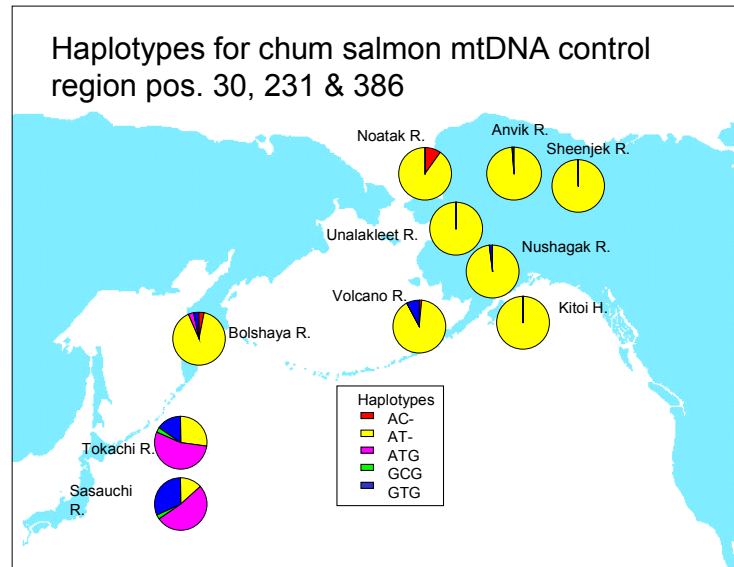 Haplotypes for chum salmon mtDNA control
region pos. 30, 231 & 386
Noatak R.
Anvik R.
Sheenjek R.
Unalakleet R.
Nushagak R.
Volcano R.
Kitoi H.
Bolshaya R.
Tokachi R.
Sasauchi
R.
Haplotypes
AC-
AT-
ATG
GCG
GTG